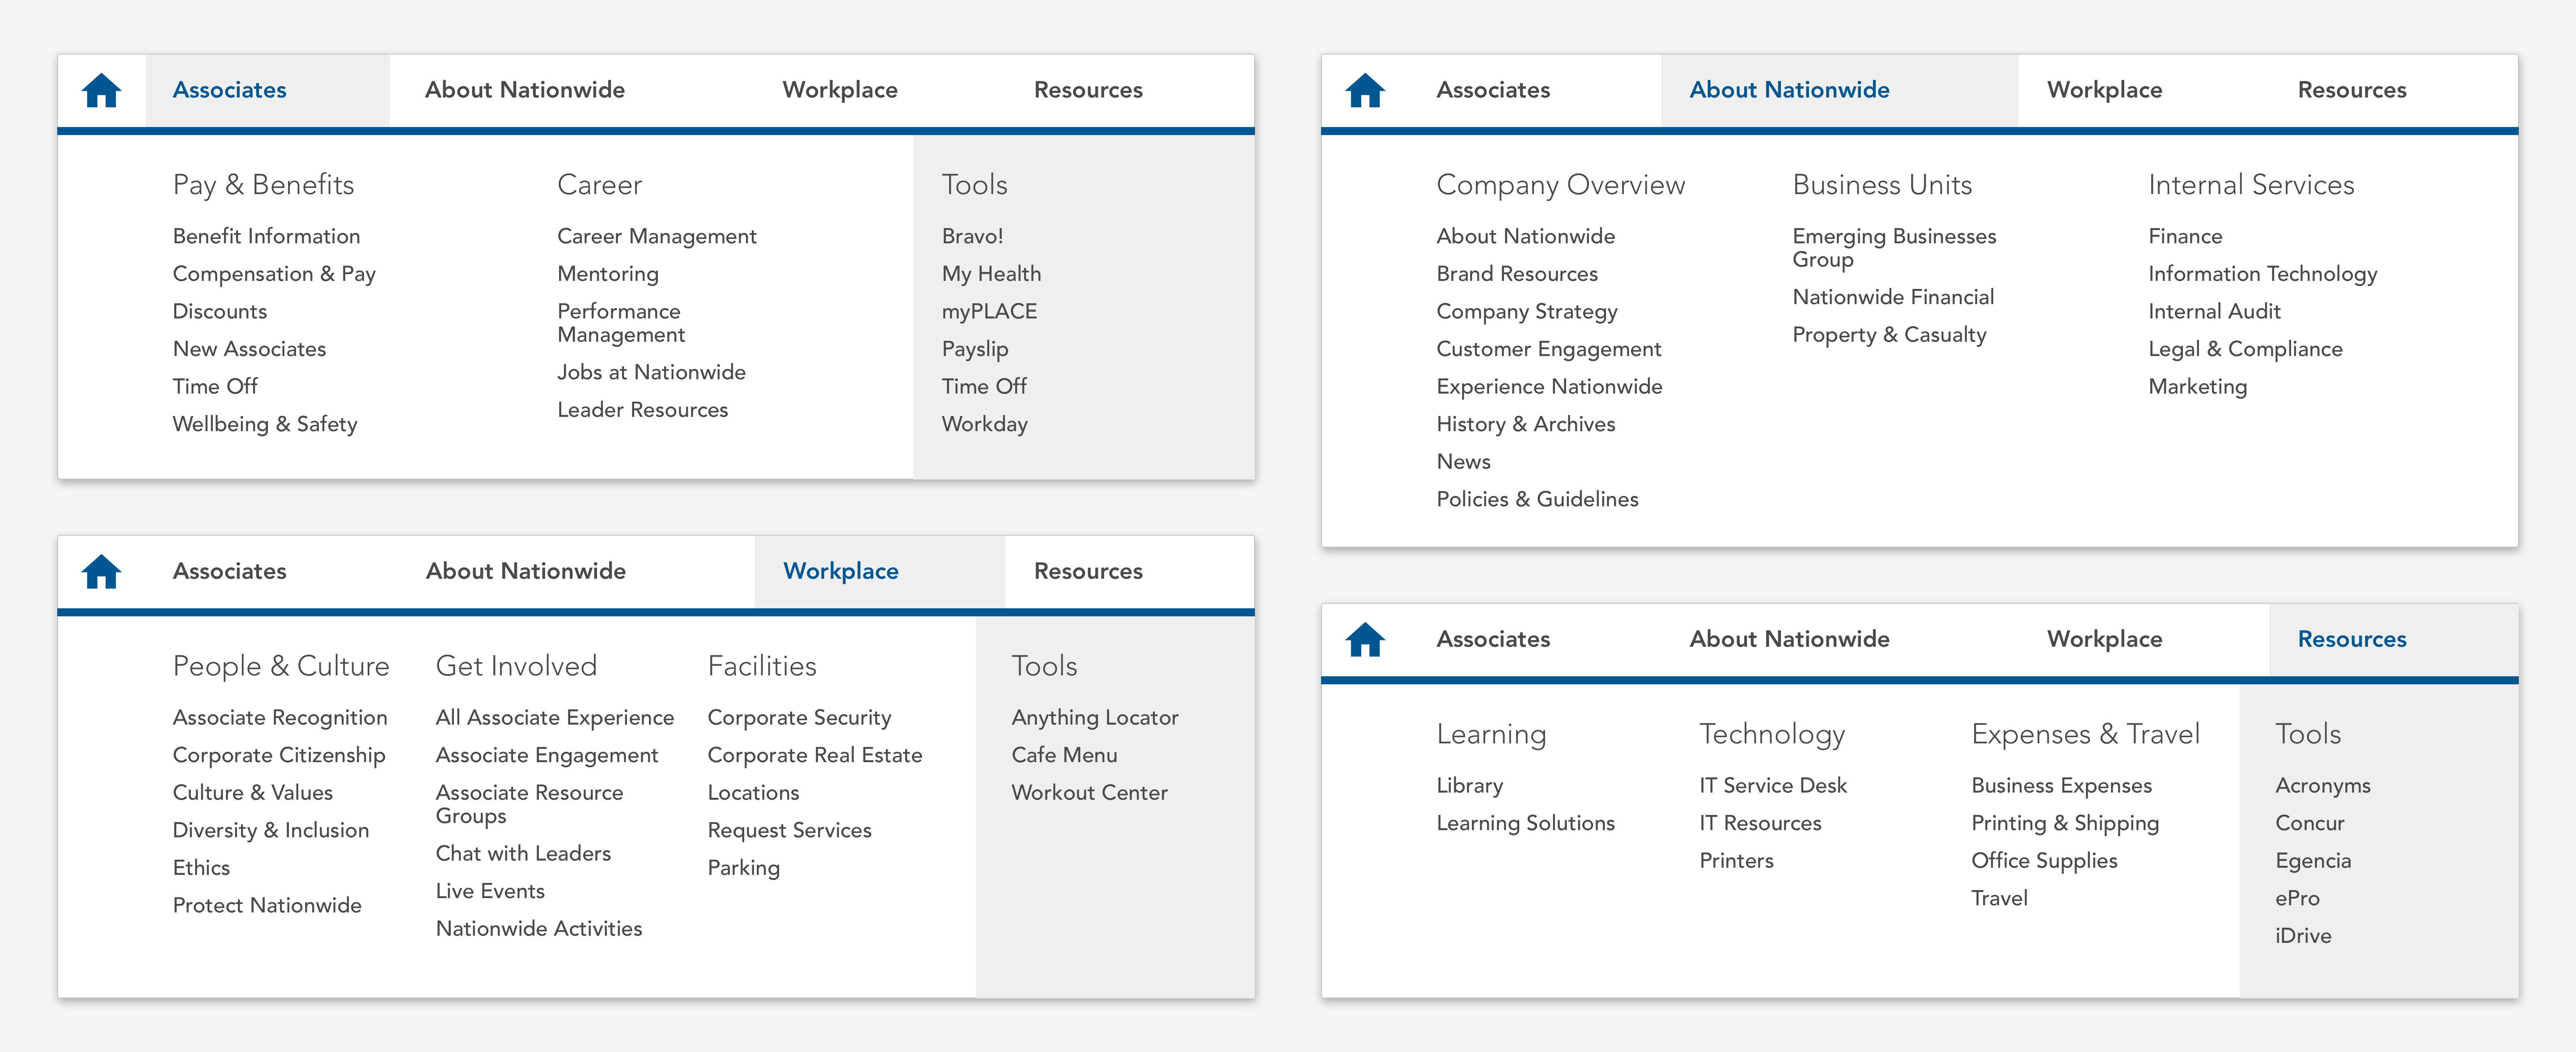 Associates
About Nationwide
Workplace
Resources
Pay & Benefits
Benefit Information
Compensation & Pay
Discounts
New Associates
Time Off
Wellbeing & Safety
Career
Career Management
Mentoring
Performance
Management
Jobs at Nationwide
Leader Resources
Tools
Bravo!
My Health
myPLACE
Payslip
Time Off
Workday
Associates
About Nationwide
Workplace
Resources
Company Overview
About Nationwide
Brand Resources
Company Strategy
Customer Engagement
Experience Nationwide
History & Archives
News
Policies & Guidelines
Business Units
Emerging Businesses
Group
Nationwide Financial
Property & Casualty
Internal Services
Finance
Information Technology
Internal Audit
Legal & Compliance
Marketing
Associates
About Nationwide
Workplace
Resources
People & Culture
Associate Recognition
Corporate Citizenship
Culture & Values
Diversity & Inclusion
Ethics
Protect Nationwide
Get Involved
All Associate Experience
Associate Engagement
Associate Resource
Groups
Chat with Leaders
Live Events
Nationwide Activities
Facilities
Corporate Security
Corporate Real Estate
Locations
Request Services
Parking
Tools
Anything Locator
Cafe Menu
Workout Center
Associates
About Nationwide
Workplace
Resources
Learning
Library
Learning Solutions
Technology
IT Service Desk
IT Resources
Printers
Expenses & Travel
Business Expenses
Printing & Shipping
Office Supplies
Travel
Tools
Acronyms
Concur
Egencia
ePro
iDrive